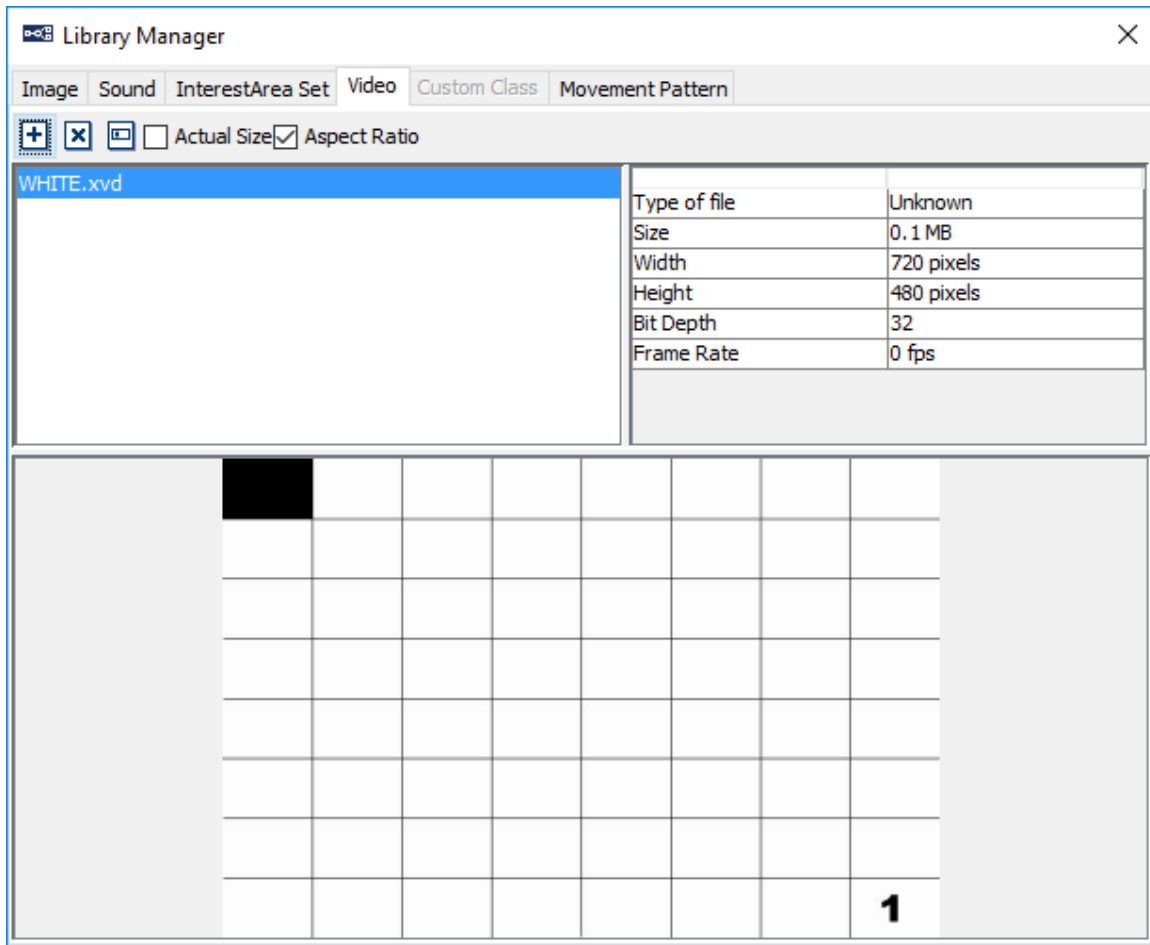 Library Manager
Image Sound InterestArea Set Video Custom Class Movement Pattern
Actual Size Aspect Ratio
WHITE.xvd
Type of file Unknown
Size 0.1 MB
Width 720 pixels
Height 480 pixels
Bit Depth 32
Frame Rate 0 fps
1